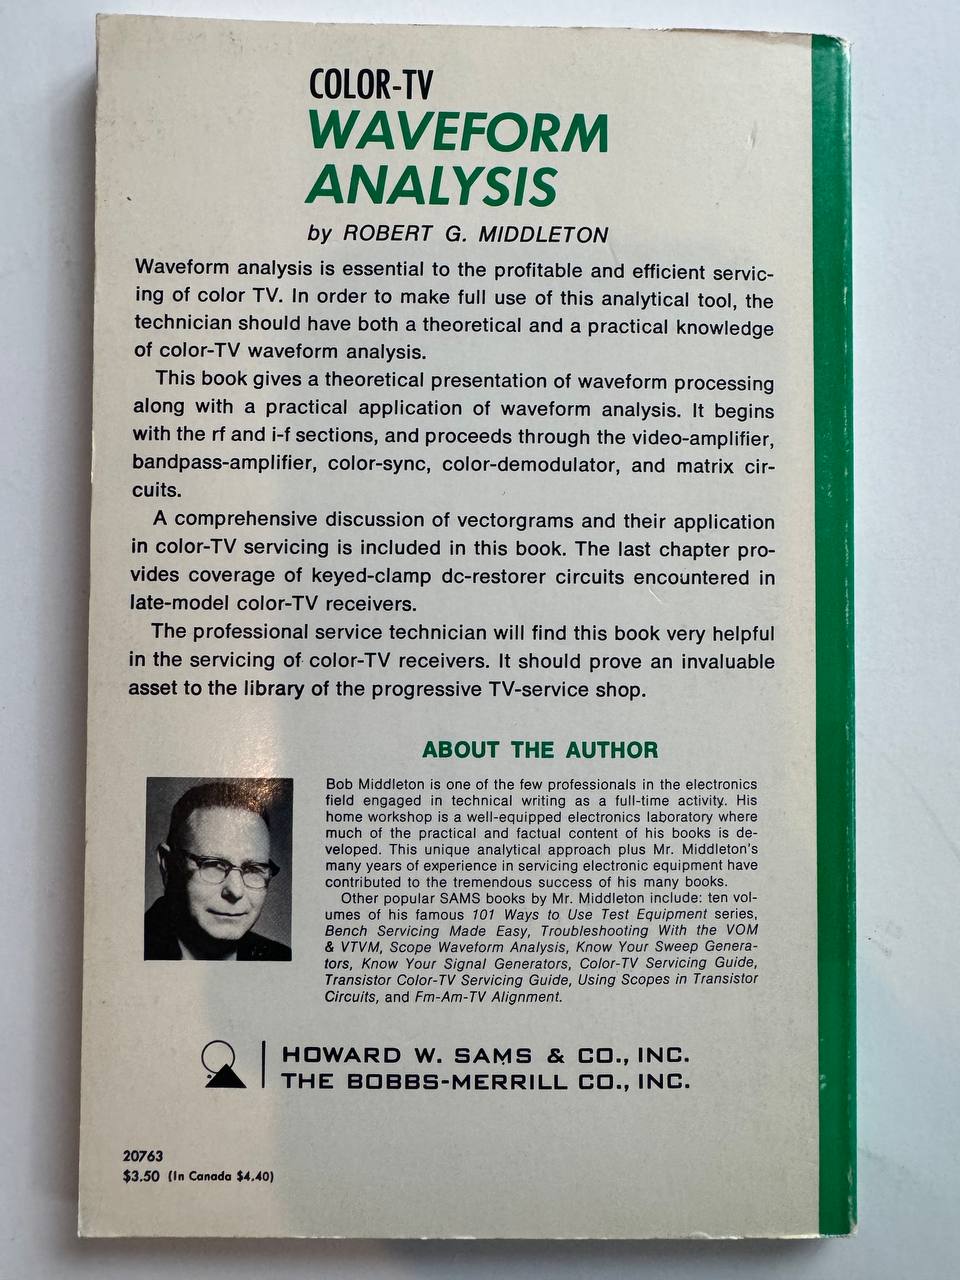 COLOR-TV
WAVEFORM
ANALYSIS
by ROBERT G. MIDDLETON
Waveform analysis is essential to the profitable and efficient servic-
ing of color TV. In order to make full use of this analytical tool, the
technician should have both a theoretical and a practical knowledge
of color-TV waveform analysis.
This book gives a theoretical presentation of waveform processing
along with a practical application of waveform analysis. It begins
with the rf and i-f sections, and proceeds through the video-amplifier,
bandpass-amplifier, color-sync, color-demodulator, and matrix cir-
cuits.
A comprehensive discussion of vectorgrams and their application
in color-TV servicing is included in this book. The last chapter pro-
vides coverage of keyed-clamp dc-restorer circuits encountered in
late-model color-TV receivers.
The professional service technician will find this book very helpful
in the servicing of color-TV receivers. It should prove an invaluable
asset to the library of the progressive TV-service shop.
ABOUT THE AUTHOR
Bob Middleton is one of the few professionals in the electronics
field engaged in technical writing as a full-time activity. His
home workshop is a well-equipped electronics laboratory where
much of the practical and factual content of his books is de-
veloped. This unique analytical approach plus Mr. Middleton's
many years of experience in servicing electronic equipment have
contributed to the tremendous success of his many books.
Other popular SAMS books by Mr. Middleton include: ten vol-
umes of his famous 101 Ways to Use Test Equipment series,
Bench Servicing Made Easy, Troubleshooting With the VOM
& VTVM, Scope Waveform Analysis, Know Your Sweep Genera-
tors, Know Your Signal Generators, Color-TV Servicing Guide,
Transistor Color-TV Servicing Guide, Using Scopes in Transistor
Circuits, and Fm-Am-TV Alignment.
HOWARD W. SAMS & CO., INC.
THE BOBBS-MERRILL CO., INC.
20763
$3.50 (In Canada $4.40)